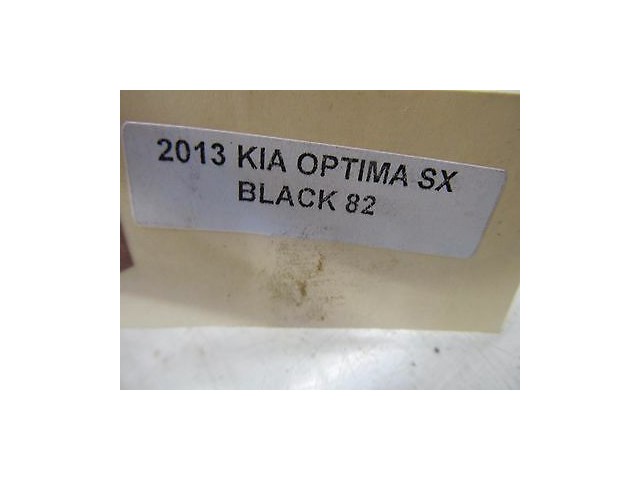 2013 KIA OPTIMA SX
BLACK 82